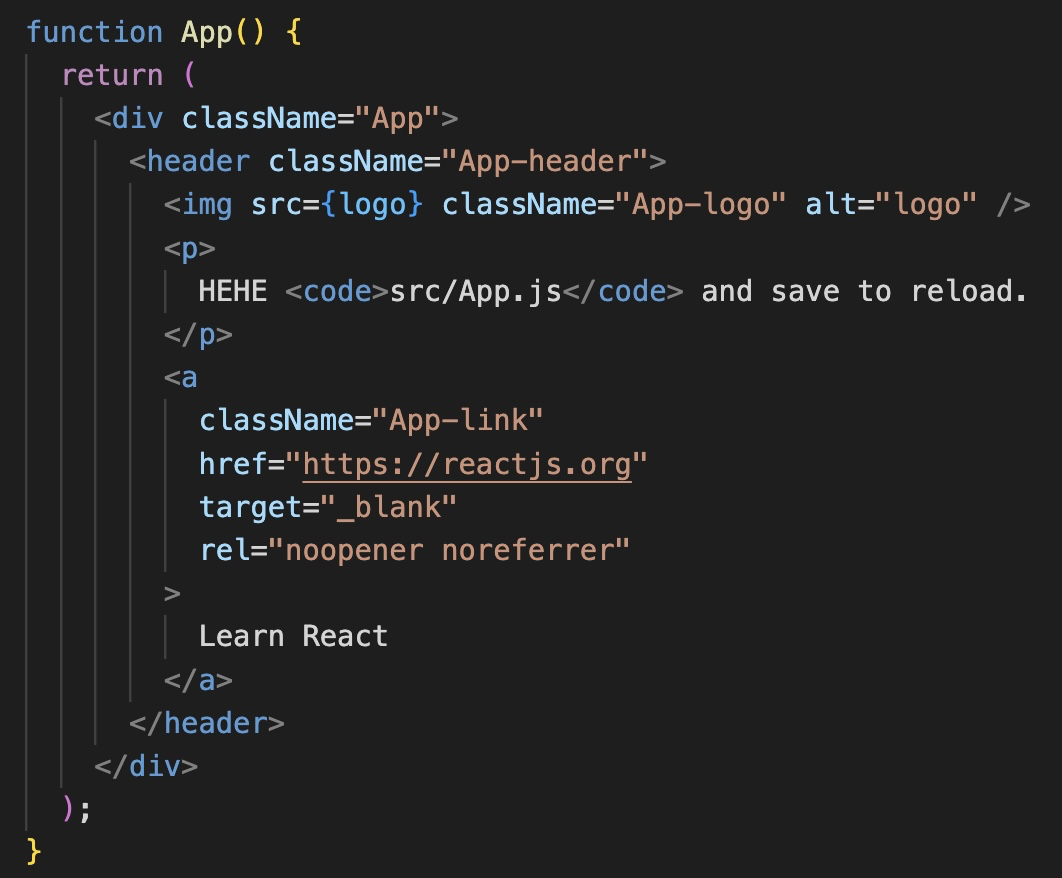 function App() {
return (
<div className="App">
<header className="App-header">
<img src={logo} className="App-logo" alt="logo" />
<p>
HEHE <code>src/App.js</code> and save to reload.
</p>
<a
className="App-link"
href="https://reactjs.org"
target="_blank"
rel="noopener noreferrer"
>
Learn React
</a>
</header>
</div>
);
}